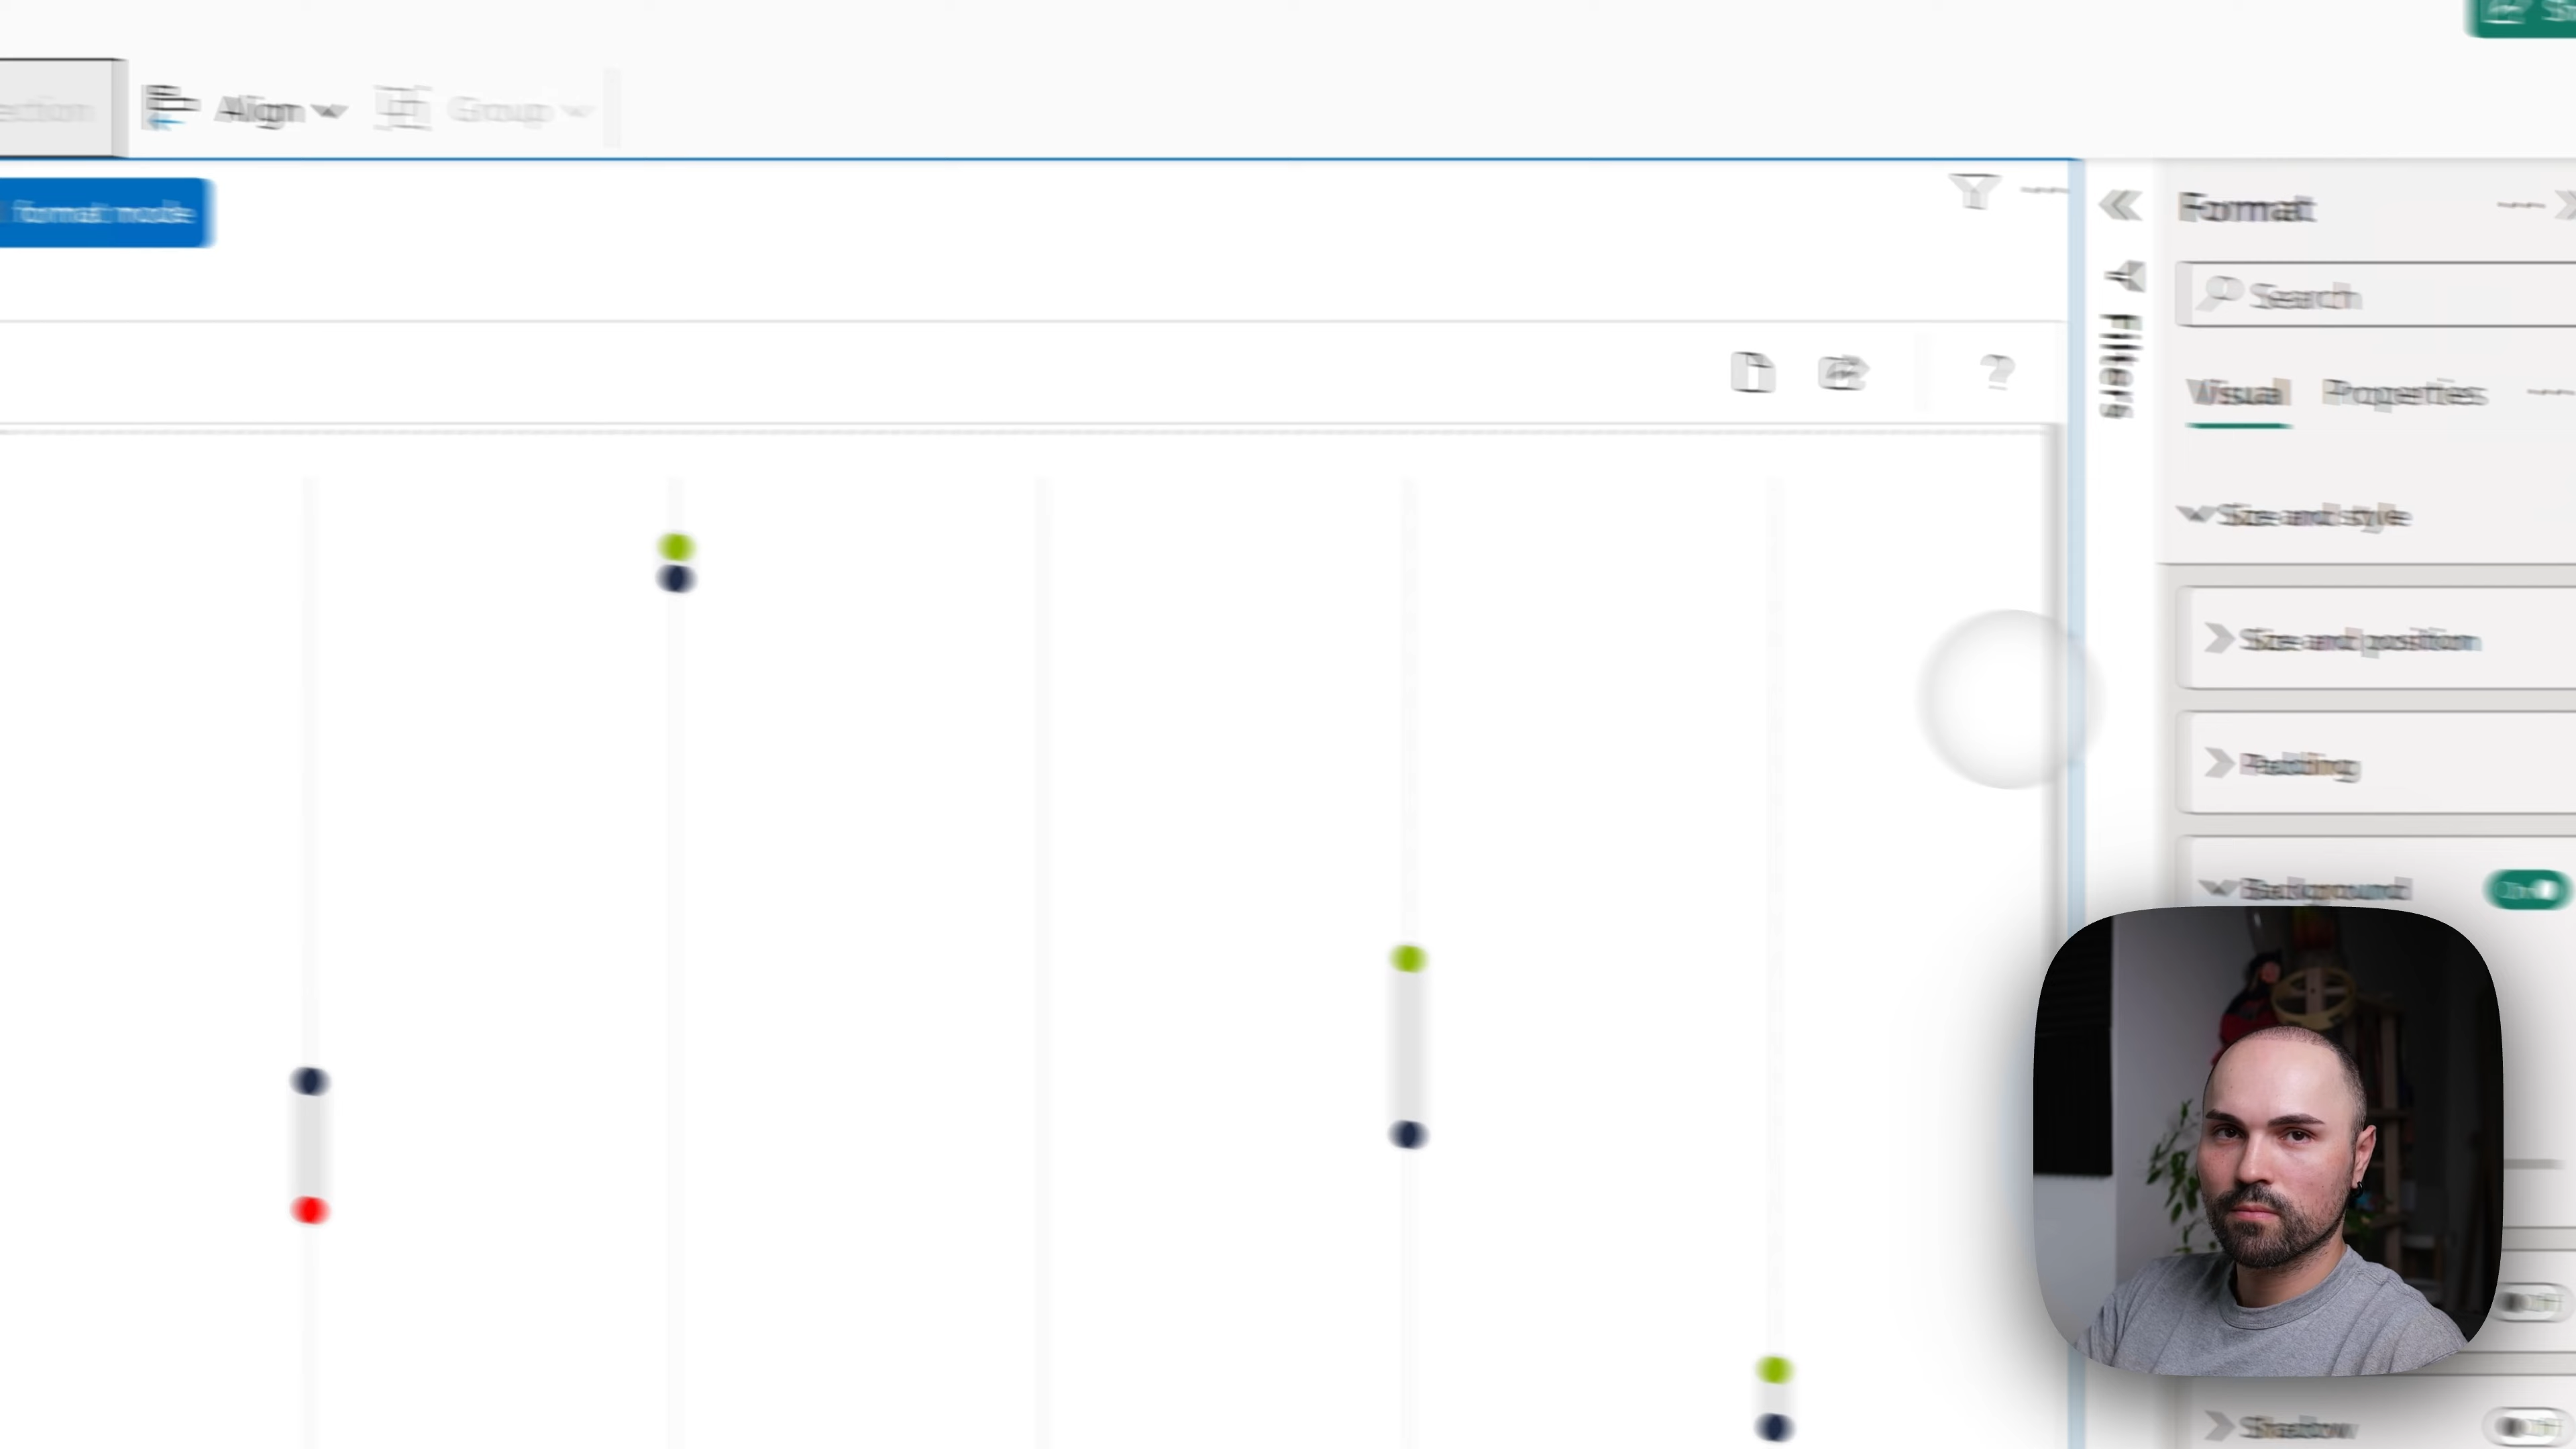 Align
Group
format mode
Format
Filters
Search
?
Visual Properties
Size and style
Size and position
Padding
Background
Shadow